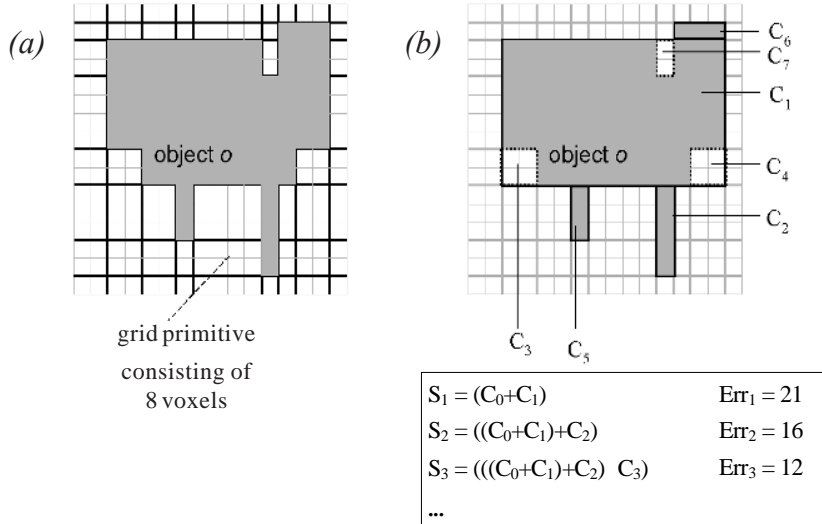 (a)
object o
grid primitive
consisting of
8 voxels
(b)
C6
C7
C1
object o
C4
C2
C3
C5
S1 = (C0+C1) Err1 = 21
S2 = ((C0+C1)+C2) Err2 = 16
S3 = (((C0+C1)+C2) C3) Err3 = 12
...